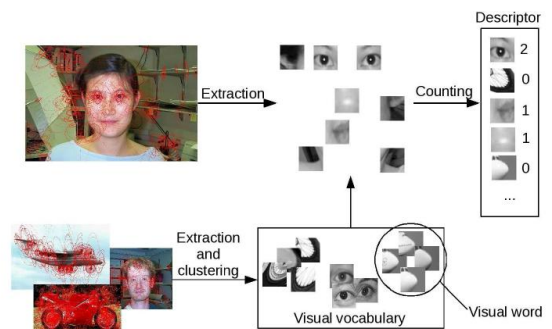 Descriptor
2
0
Extraction
Counting
1
1
0
...
Extraction
and
clustering
Visual vocabulary
Visual word